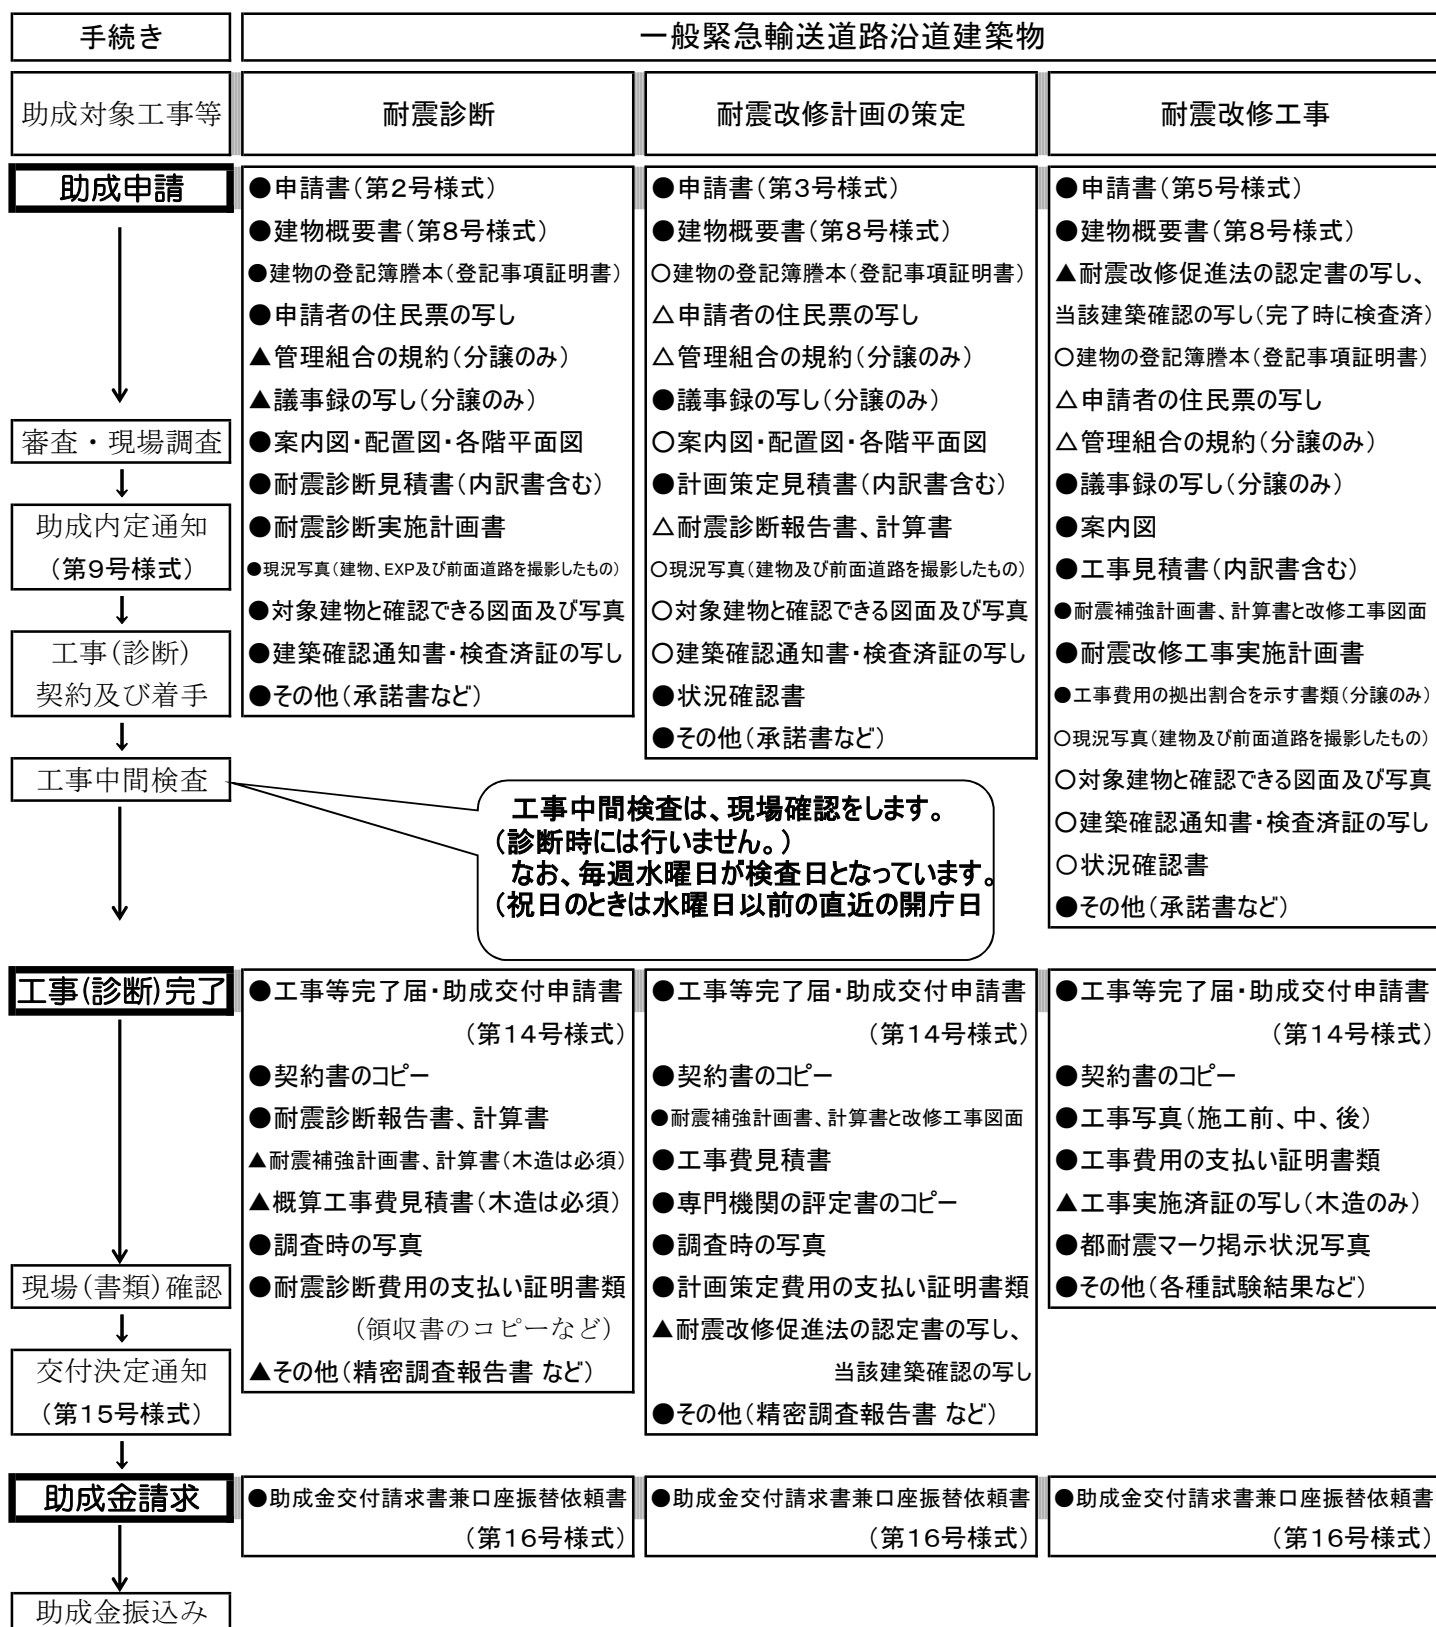 手続き
一般緊急輸送道路沿道建築物
助成対象工事等
耐震診断
耐震改修計画の策定
耐震改修工事
助成申請
審査・現場調査
助成内定通知
(第9号様式)
工事(診断)
契約及び着手
工事中間検査
●申請書(第2号様式)
●建物概要書(第8号様式)
●建物の登記簿謄本(登記事項証明書)
●申請者の住民票の写し
▲管理組合の規約(分譲のみ)
▲議事録の写し(分譲のみ)
●案内図・配置図・各階平面図
●耐震診断見積書(内訳書含む)
●耐震診断実施計画書
●現況写真(建物、EXP及び前面道路を撮影したもの)
●対象建物と確認できる図面及び写真
●建築確認通知書・検査済証の写し
●その他(承諾書など)
●申請書(第3号様式)
●建物概要書(第8号様式)
○建物の登記簿謄本(登記事項証明書)
△申請者の住民票の写し
△管理組合の規約(分譲のみ)
●議事録の写し(分譲のみ)
○案内図・配置図・各階平面図
●計画策定見積書(内訳書含む)
△耐震診断報告書、計算書
○現況写真(建物及び前面道路を撮影したもの)
○対象建物と確認できる図面及び写真
○建築確認通知書・検査済証の写し
●状況確認書
●その他(承諾書など)
●申請書(第5号様式)
●建物概要書(第8号様式)
▲耐震改修促進法の認定書の写し、
当該建築確認の写し(完了時に検査済)
○建物の登記簿謄本(登記事項証明書)
△申請者の住民票の写し
△管理組合の規約(分譲のみ)
●議事録の写し(分譲のみ)
●案内図
●工事見積書(内訳書含む)
●耐震補強計画書、計算書と改修工事図面
●耐震改修工事実施計画書
●工事費用の拠出割合を示す書類(分譲のみ)
○現況写真(建物及び前面道路を撮影したもの)
○対象建物と確認できる図面及び写真
○建築確認通知書・検査済証の写し
○状況確認書
●その他(承諾書など)
工事中間検査は、現場確認をします。
(診断時には行いません。)
なお、毎週水曜日が検査日となっています。
(祝日のときは水曜日以前の直近の開庁日
工事(診断)完了
現場(書類)確認
交付決定通知
(第15号様式)
●工事等完了届・助成交付申請書
(第14号様式)
●契約書のコピー
●耐震診断報告書、計算書
▲耐震補強計画書、計算書(木造は必須)
▲概算工事費見積書(木造は必須)
●調査時の写真
●耐震診断費用の支払い証明書類
(領収書のコピーなど)
▲その他(精密調査報告書 など)
●工事等完了届・助成交付申請書
(第14号様式)
●契約書のコピー
●耐震補強計画書、計算書と改修工事図面
●工事費見積書
●専門機関の評定書のコピー
●調査時の写真
●計画策定費用の支払い証明書類
▲耐震改修促進法の認定書の写し、
当該建築確認の写し
●その他(精密調査報告書 など)
●工事等完了届・助成交付申請書
(第14号様式)
●契約書のコピー
●工事写真(施工前、中、後)
●工事費用の支払い証明書類
▲工事実施済証の写し(木造のみ)
●都耐震マーク掲示状況写真
●その他(各種試験結果など)
助成金請求
●助成金交付請求書兼口座振替依頼書
(第16号様式)
●助成金交付請求書兼口座振替依頼書
(第16号様式)
●助成金交付請求書兼口座振替依頼書
(第16号様式)
助成金振込み